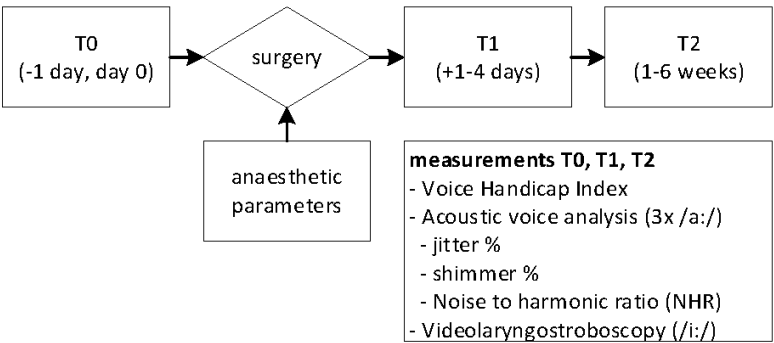 T0
(-1 day, day 0)
surgery
T1
(+1-4 days)
T2
(1-6 weeks)
anaesthetic
parameters
measurements T0, T1, T2
- Voice Handicap Index
- Acoustic voice analysis (3x /a:/)
- jitter %
- shimmer %
- Noise to harmonic ratio (NHR)
- Videolaryngostroboscopy (/i:/)